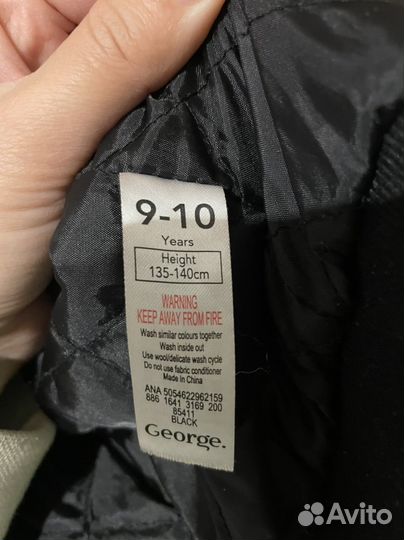 9-10
Years
Height
135-140cm
WARNING
KEEP AWAY FROM FIRE
Wash similar colours together
Wash inside out
Use wool/delicate wash cycle
Do not use fabric conditioner
Made in China
ANA 5054622962159
886 1641 3169 200
85411
BLACK
George.
Avito